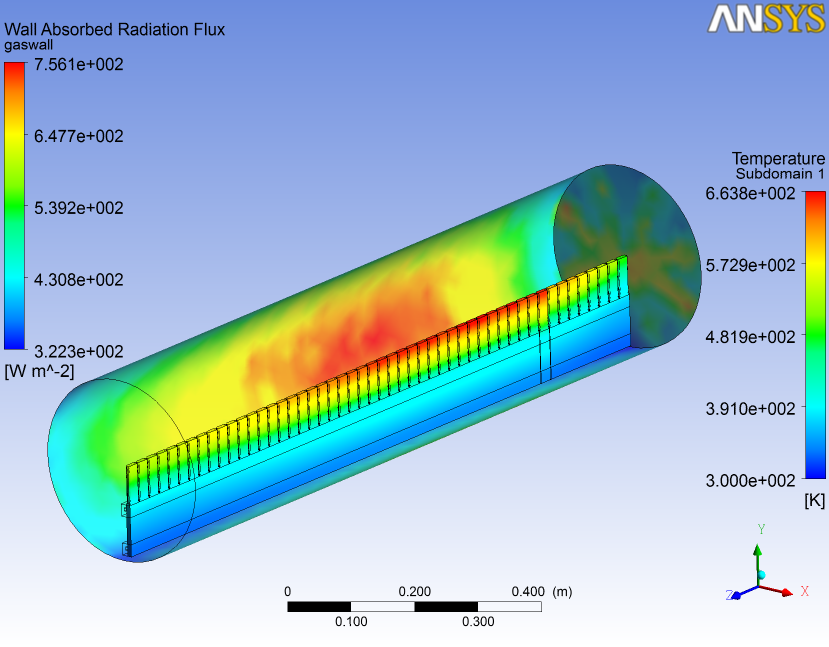 ANSYS
Wall Absorbed Radiation Flux
gaswall
7.561e+002
6.477e+002
5.392e+002
4.308e+002
3.223e+002
[W m^-2]
Temperature
Subdomain 1
6.638e+002
5.729e+002
4.819e+002
3.910e+002
3.000e+002
[K]
0 0.200 0.400 (m)
0.100 0.300
Y
X
Z